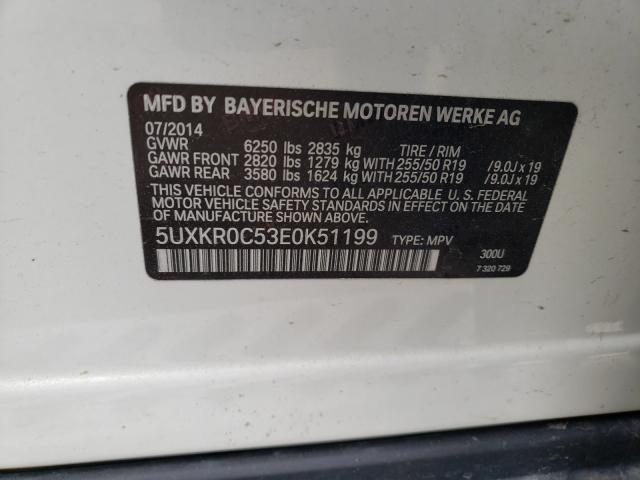 MFD BY BAYERISCHE MOTOREN WERKE AG
07/2014
GVWR 6250 lbs 2835 kg TIRE / RIM
GAWR FRONT 2820 lbs 1279 kg WITH 255/50 R19 /9.0J x 19
GAWR REAR 3580 lbs 1624 kg WITH 255/50 R19 /9.0J x 19
THIS VEHICLE CONFORMS TO ALL APPLICABLE U. S. FEDERAL
MOTOR VEHICLE SAFETY STANDARDS IN EFFECT ON THE DATE OF
MANUFACTURE SHOWN ABOVE.
5UXKR0C53E0K51199 TYPE: MPV
300U
7 320 729